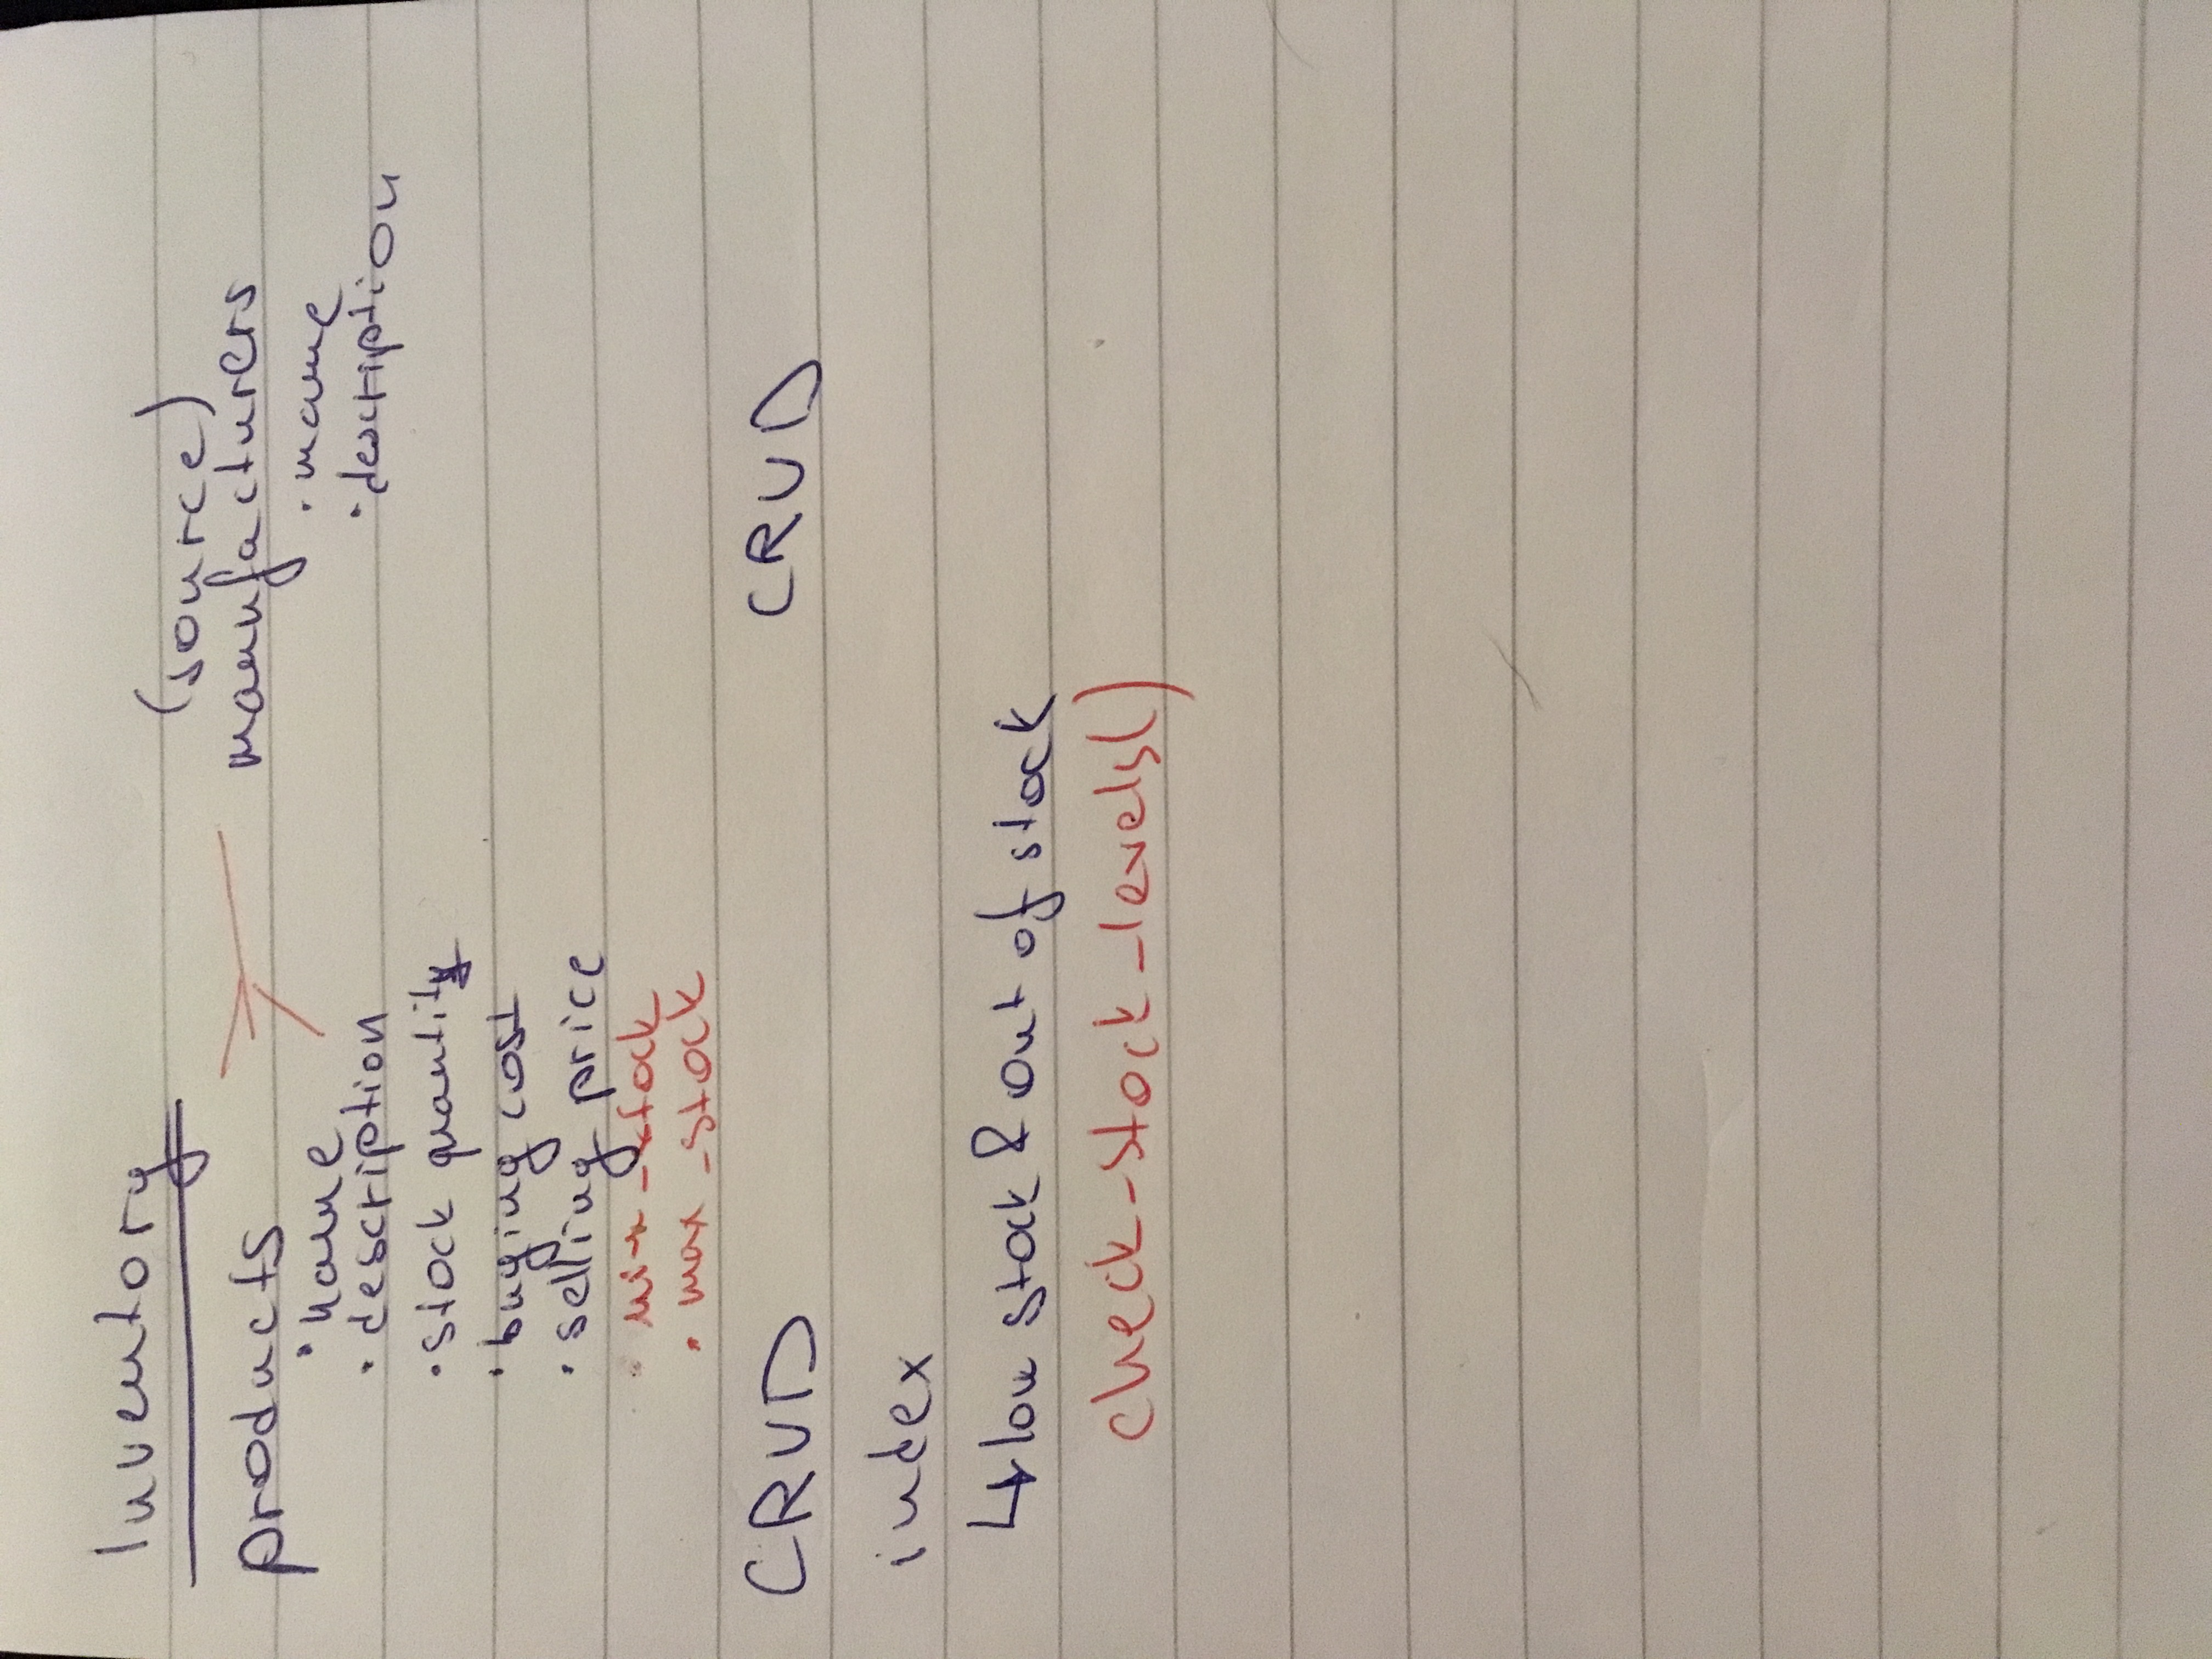 Inventory
(source)
products
manufacturers
• name
• description
• stock quantity
• buying cost
• selling price
• min_stock
• max_stock
• name
• description
CRUD
CRUD
index
↳ low stock & out of stock
check_stock_levels()